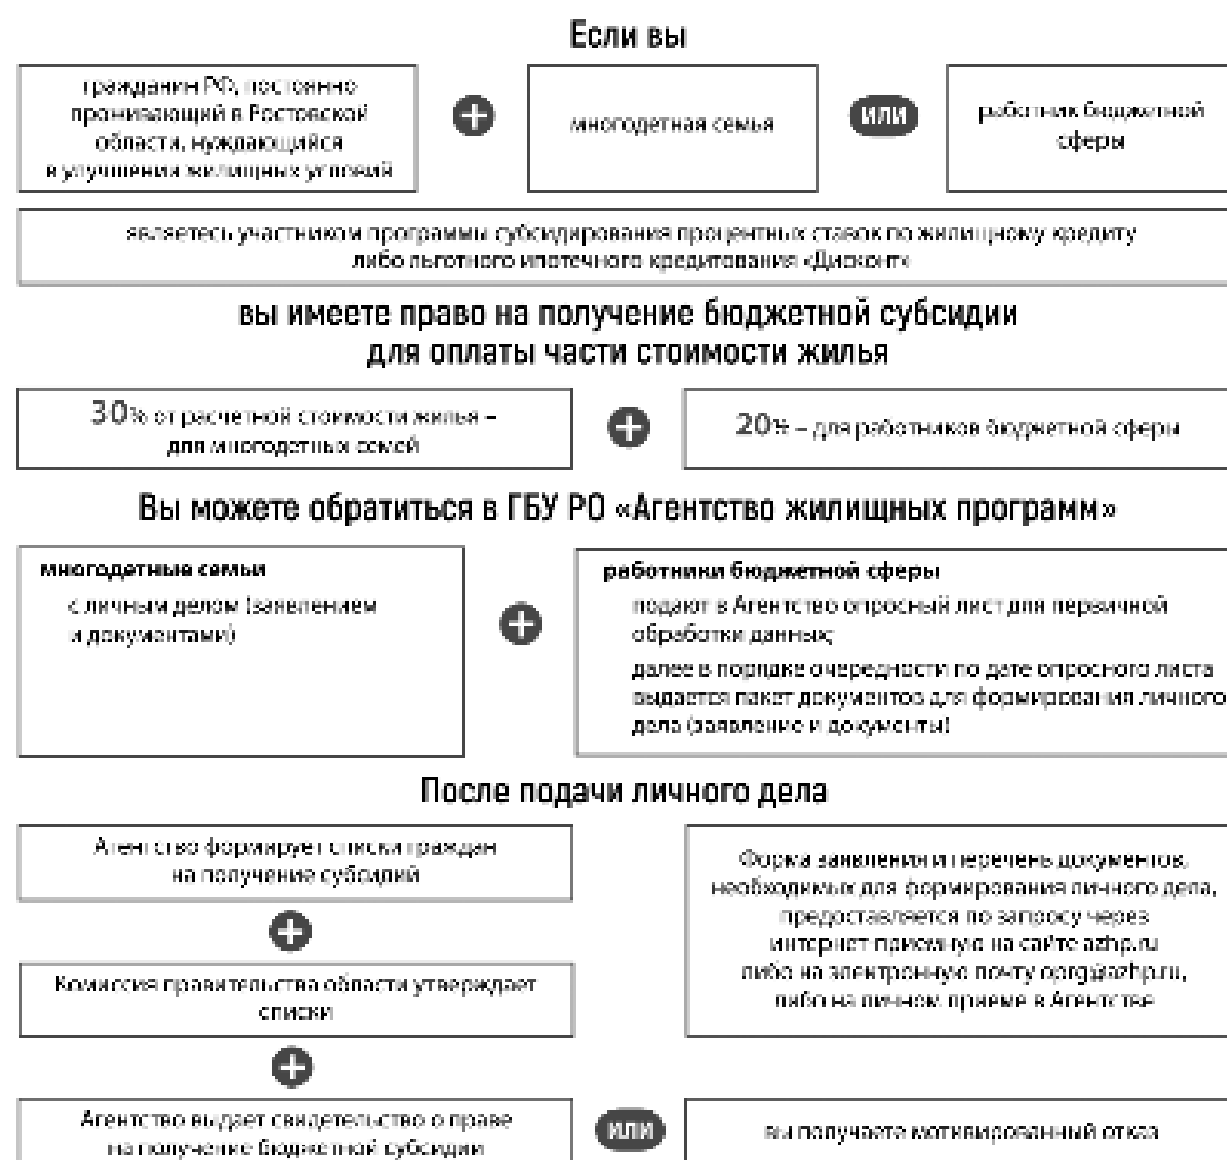 Если вы
гражданин РФ, постоянно
проживающий в Ростовской
области, нуждающийся
в улучшении жилищных условий
+
многодетная семья
или
работник бюджетной
сферы
являетесь участником программы субсидирования процентных ставок по жилищному кредиту
либо льготного ипотечного кредитования «Дисконт»
вы имеете право на получение бюджетной субсидии
для оплаты части стоимости жилья
30% от расчетной стоимости жилья –
для многодетных семей
+
20% – для работников бюджетной сферы
Вы можете обратиться в ГБУ РО «Агентство жилищных программ»
многодетные семьи
с личным делом (заявлением
и документами)
+
работники бюджетной сферы
подают в Агентство опросный лист для первичной
обработки данных;
далее в порядке очередности по дате опросного листа
выдается пакет документов для формирования личного
дела (заявление и документы)
После подачи личного дела
Агентство формирует списки граждан
на получение субсидий
+
Комиссия правительства области утверждает
списки
+
Агентство выдает свидетельство о праве
на получение бюджетной субсидии
или
вы получаете мотивированный отказ
Форма заявления и перечень документов,
необходимых для формирования личного дела,
предоставляется по запросу через
интернет-приемную на сайте azhp.ru
либо на электронную почту oprg@azhp.ru,
либо на личном приеме в Агентстве